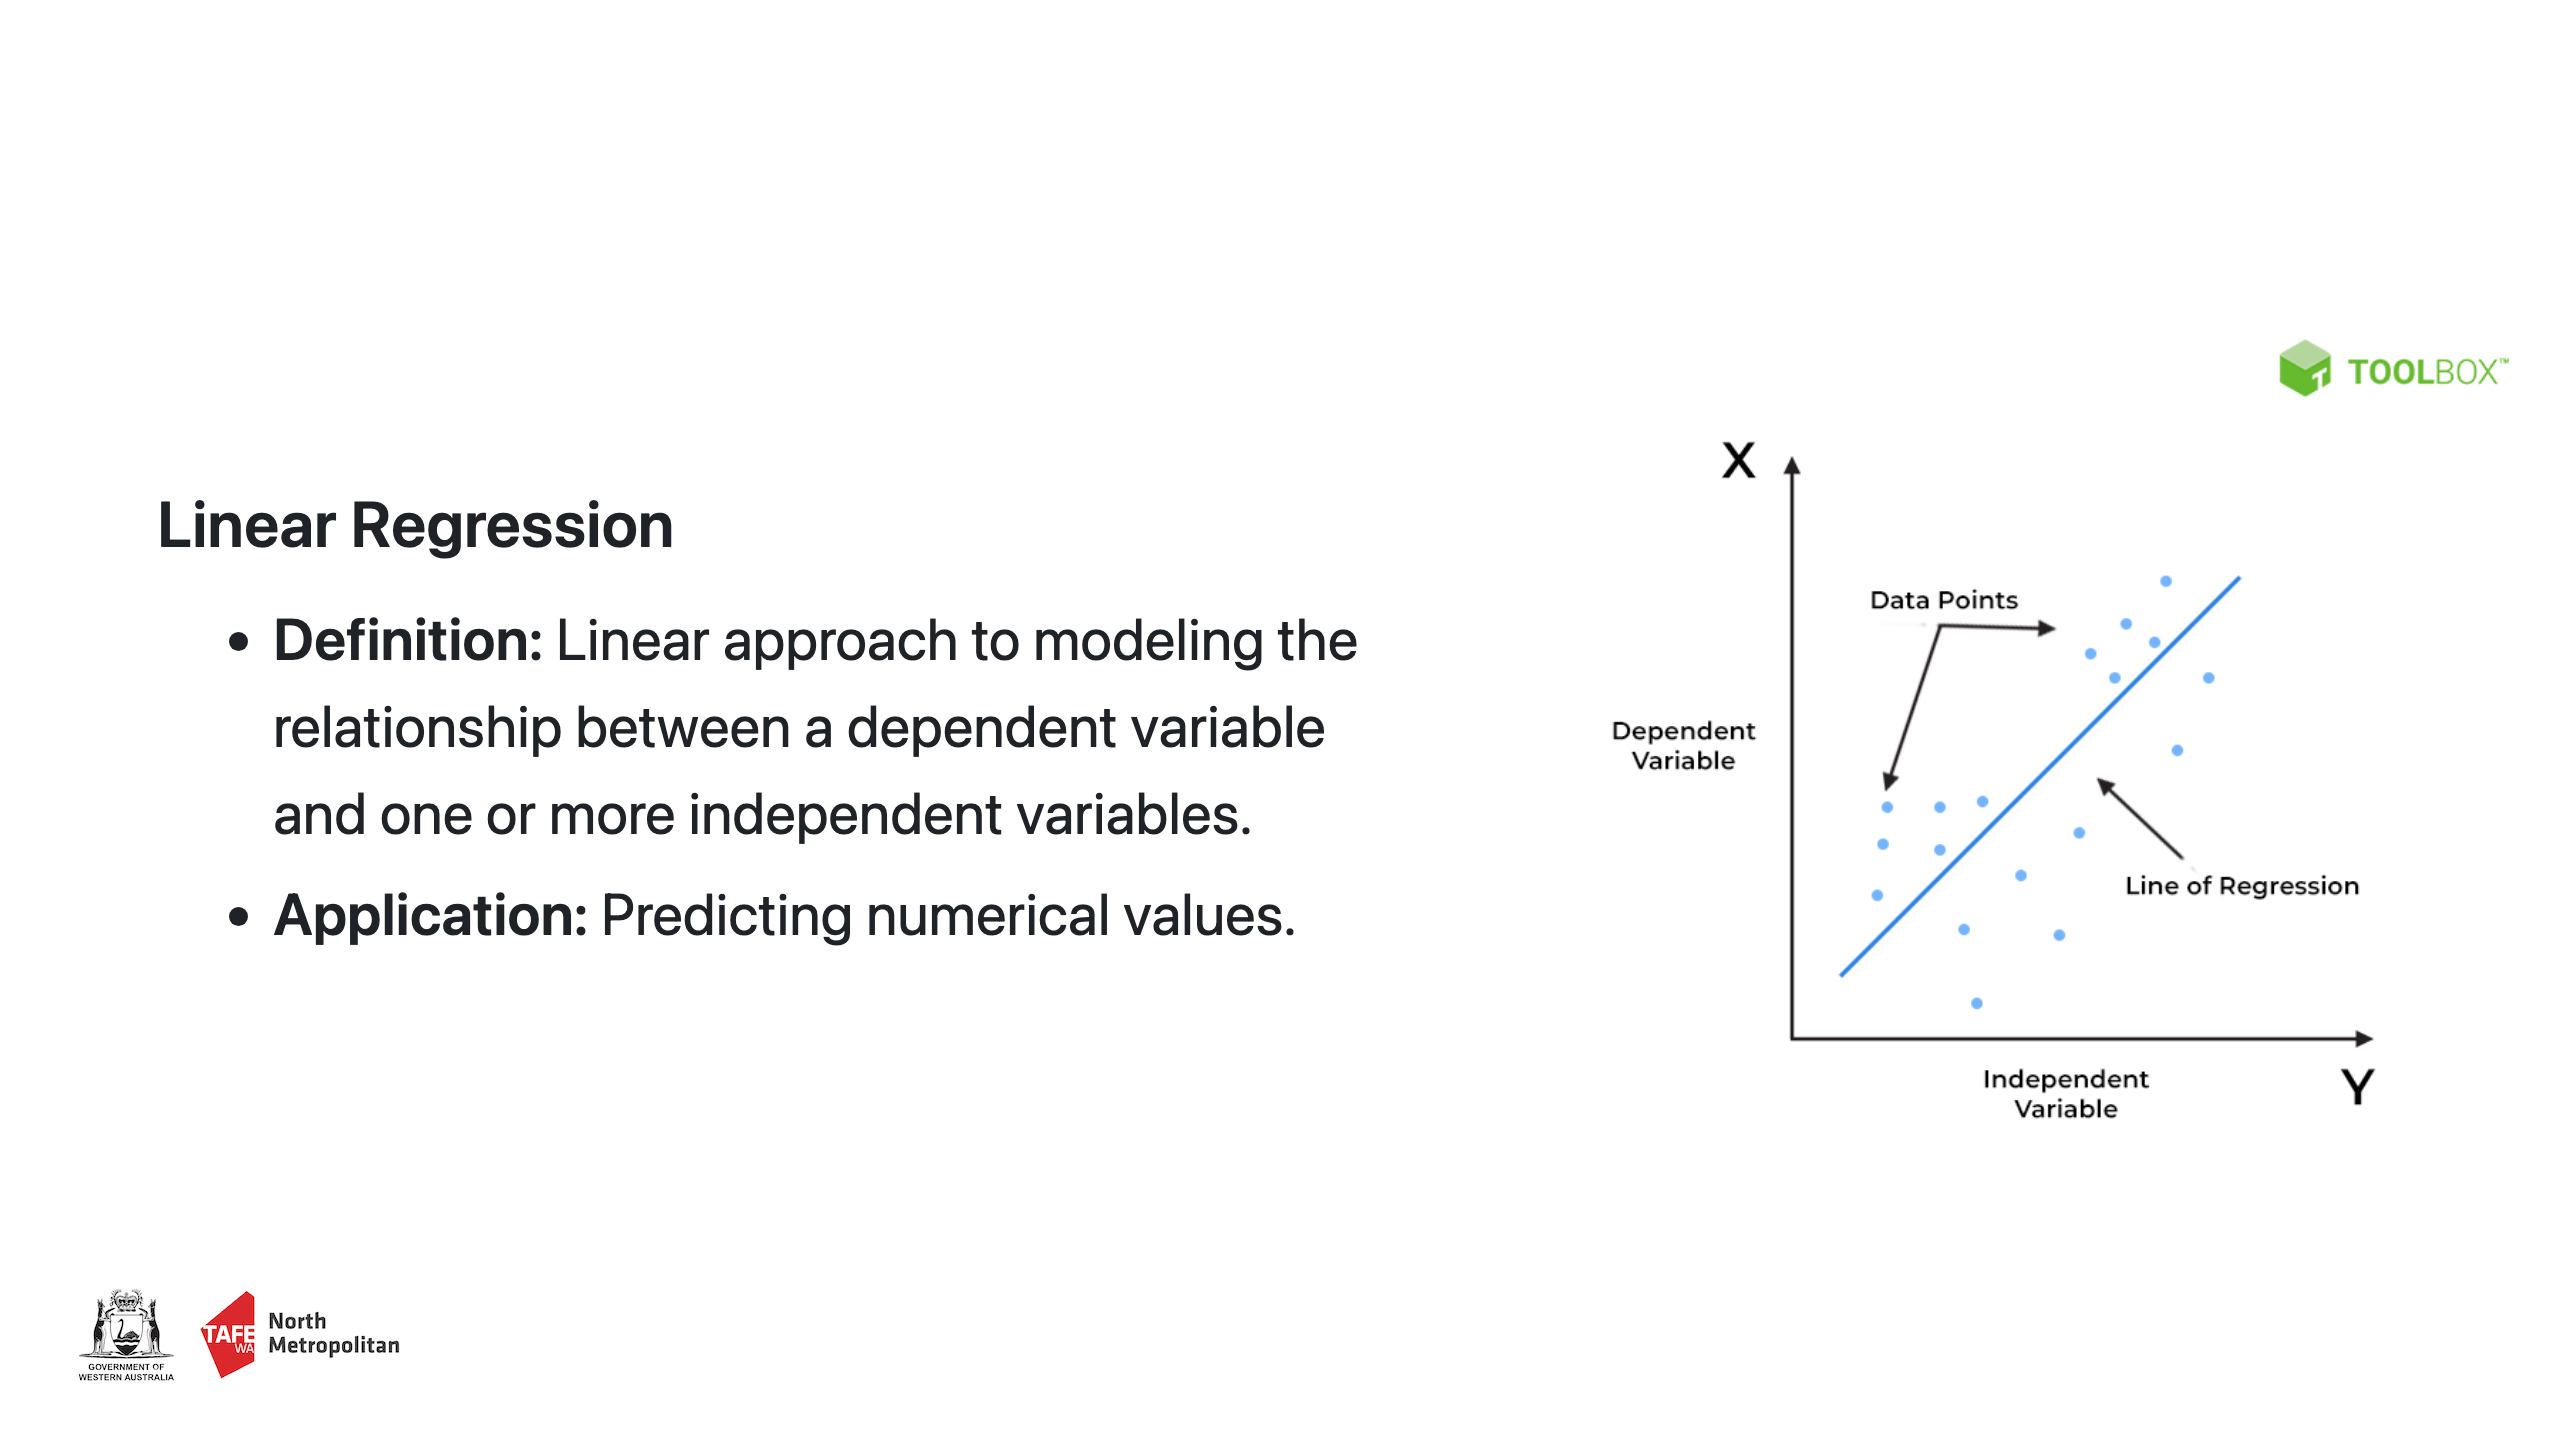 Linear Regression
• Definition: Linear approach to modeling the
relationship between a dependent variable
and one or more independent variables.
• Application: Predicting numerical values.
TOOLBOX™
X
Data Points
Dependent
Variable
Line of Regression
Independent
Variable
Y
GOVERNMENT OF
WESTERN AUSTRALIA
TAFE
WA
North
Metropolitan